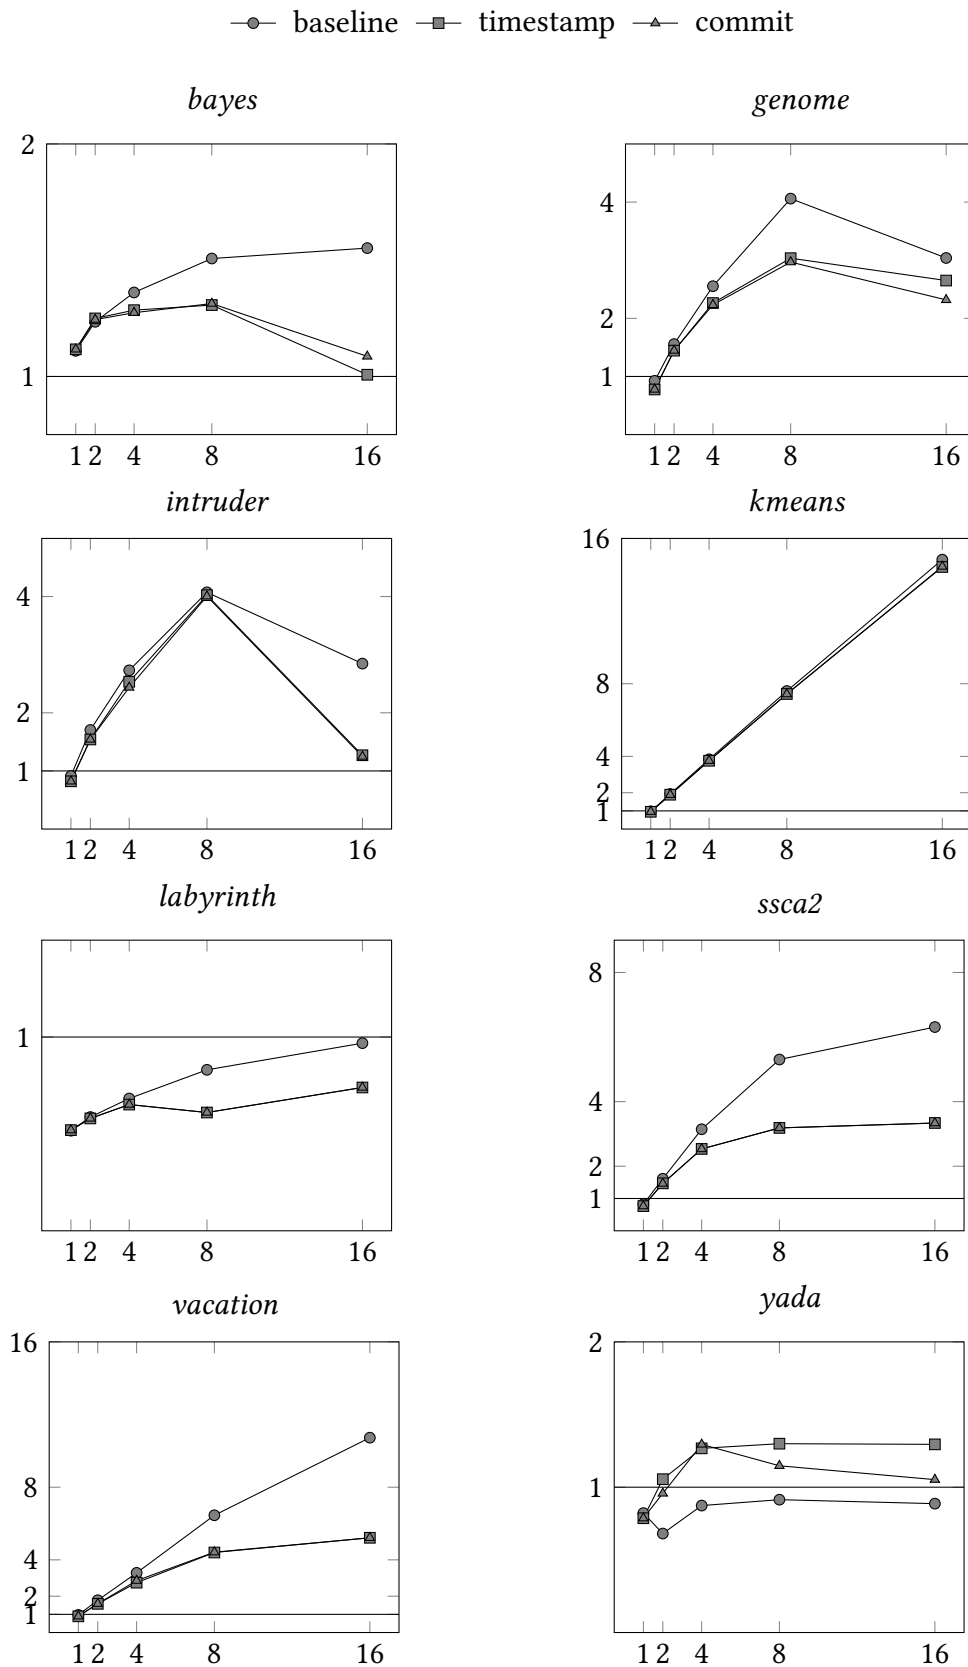 baseline timestamp commit
bayes genome
2
1
4
2
1
1 2 4 8 16
1 2 4 8 16
intruder kmeans
4
2
1
16
8
4
2
1
1 2 4 8 16
1 2 4 8 16
labyrinth ssca2
1
8
4
2
1
1 2 4 8 16
1 2 4 8 16
vacation yada
16
8
4
2
1
2
1
1 2 4 8 16
1 2 4 8 16